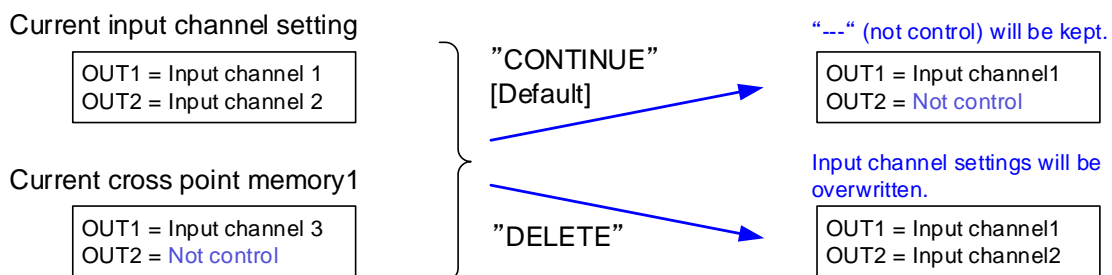 Current input channel setting
OUT1 = Input channel 1
OUT2 = Input channel 2
Current cross point memory1
OUT1 = Input channel 3
OUT2 = Not control
”CONTINUE”
[Default]
”DELETE”
“---“ (not control) will be kept.
OUT1 = Input channel1
OUT2 = Not control
Input channel settings will be
overwritten.
OUT1 = Input channel1
OUT2 = Input channel2